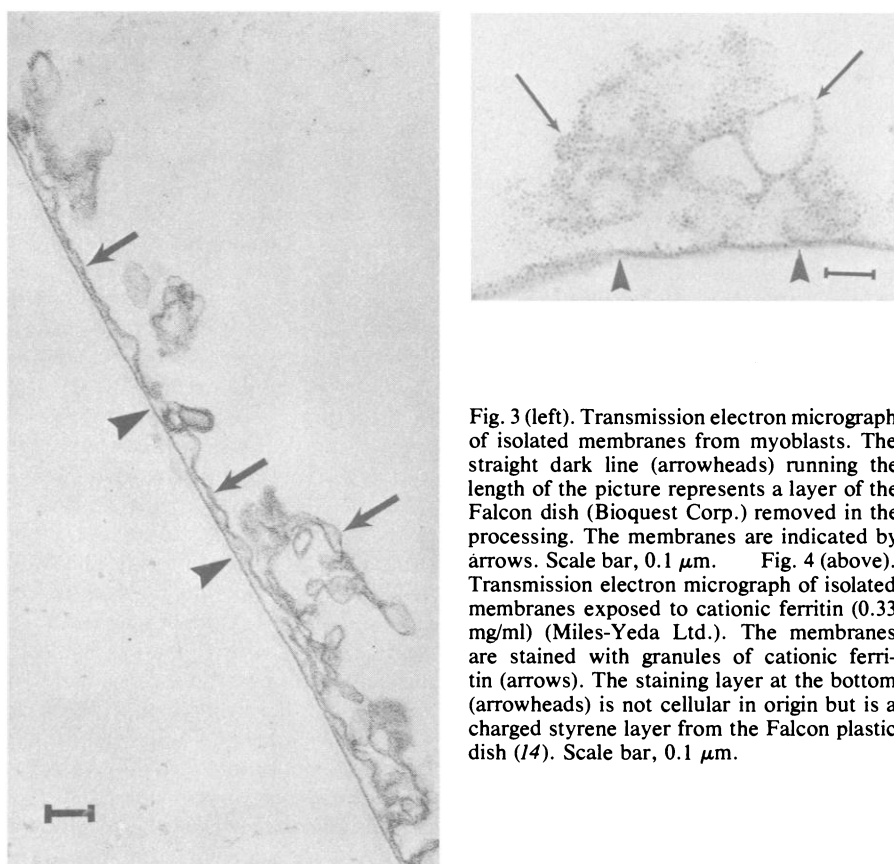 Fig. 3 (left). Transmission electron micrograph
of isolated membranes from myoblasts. The
straight dark line (arrowheads) running the
length of the picture represents a layer of the
Falcon dish (Bioquest Corp.) removed in the
processing. The membranes are indicated by
arrows. Scale bar, 0.1 μm. Fig. 4 (above).
Transmission electron micrograph of isolated
membranes exposed to cationic ferritin (0.33
mg/ml) (Miles-Yeda Ltd.). The membranes
are stained with granules of cationic ferri-
tin (arrows). The staining layer at the bottom
(arrowheads) is not cellular in origin but is a
charged styrene layer from the Falcon plastic
dish (14). Scale bar, 0.1 μm.